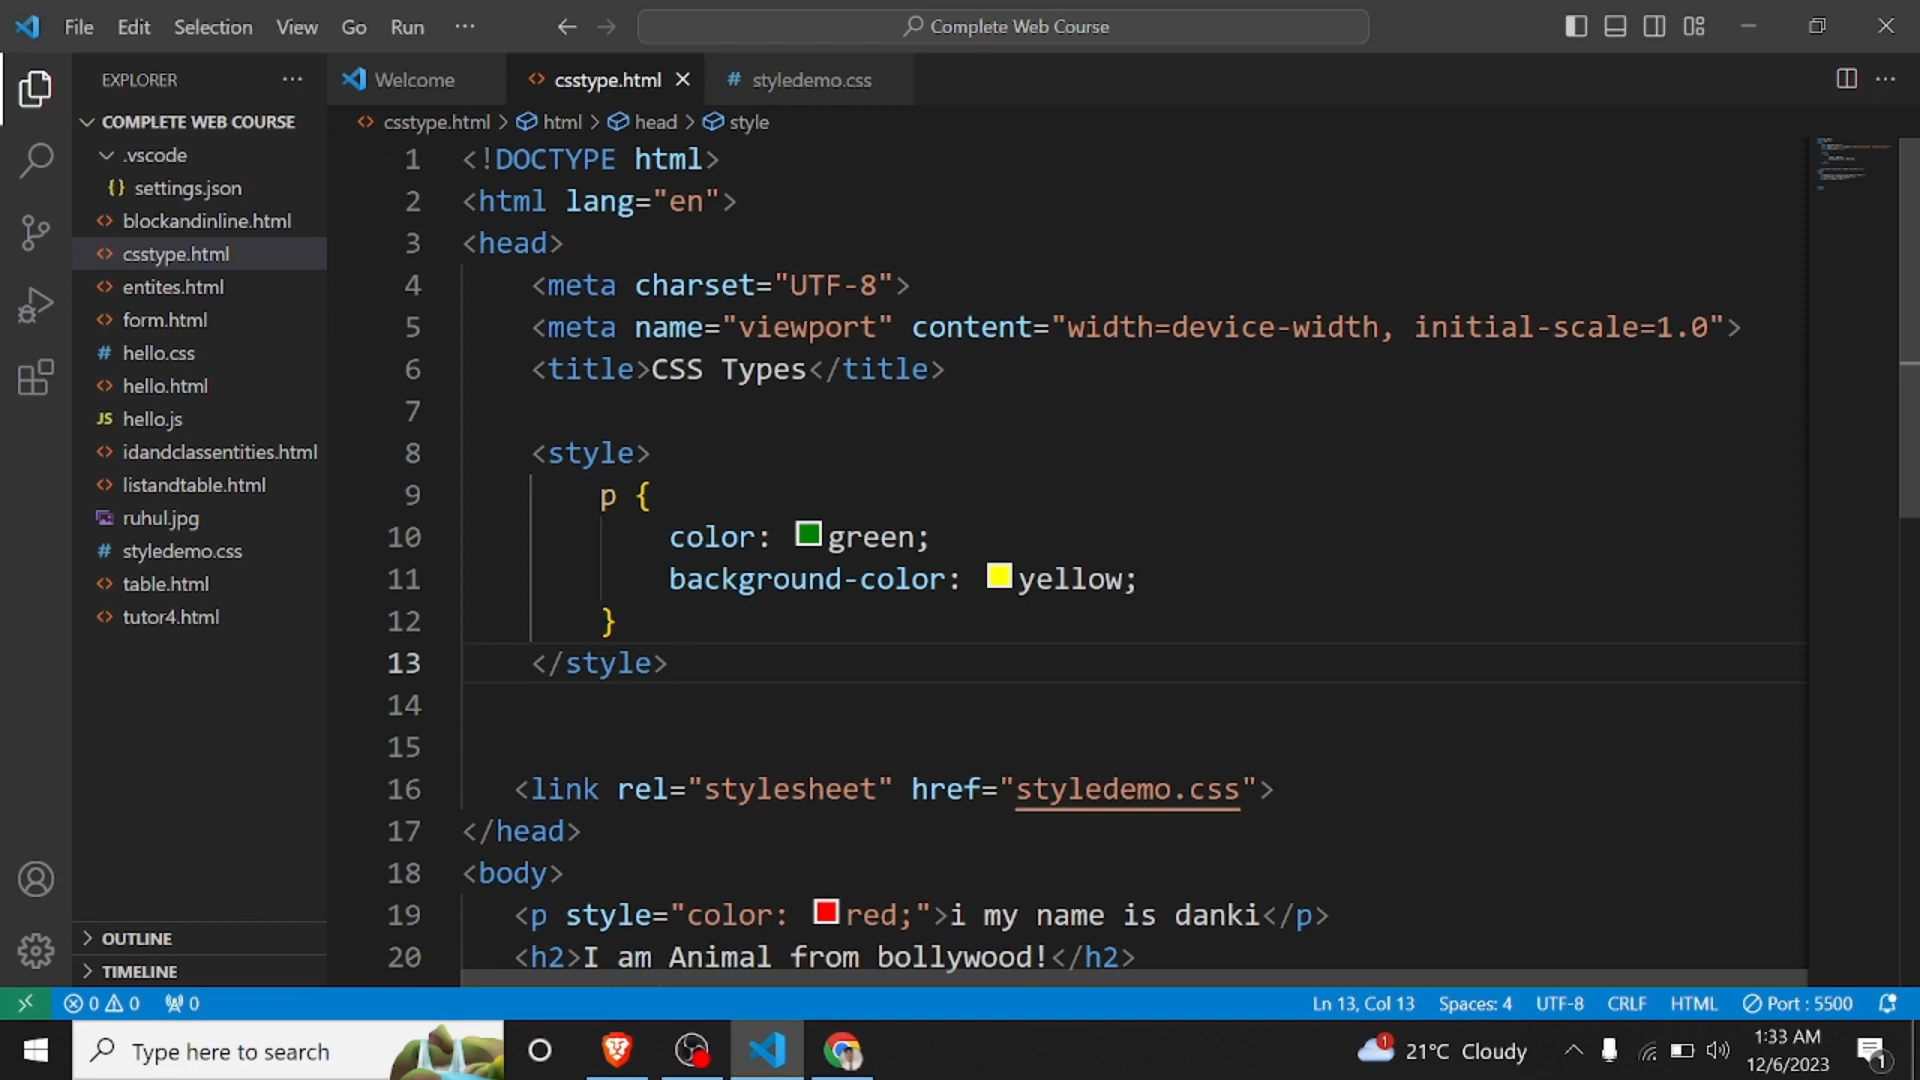 File Edit Selection View Go Run ··· Complete Web Course
EXPLORER ···
Welcome csstype.html styledemo.css
COMPLETE WEB COURSE
.vscode
{} settings.json
<> blockandinline.html
<> csstype.html
<> entites.html
<> form.html
# hello.css
<> hello.html
JS hello.js
<> idandclassentities.html
<> listandtable.html
ruhul.jpg
# styledemo.css
<> table.html
<> tutor4.html
OUTLINE
TIMELINE
<> csstype.html > html > head > style
1 <!DOCTYPE html>
2 <html lang="en">
3 <head>
4 <meta charset="UTF-8">
5 <meta name="viewport" content="width=device-width, initial-scale=1.0">
6 <title>CSS Types</title>
7
8 <style>
9 p {
10 color: green;
11 background-color: yellow;
12 }
13 </style>
14
15
16 <link rel="stylesheet" href="styledemo.css">
17 </head>
18 <body>
19 <p style="color: red;">i my name is danki</p>
20 <h2>I am Animal from bollywood!</h2>
0 0 0 Ln 13, Col 13 Spaces: 4 UTF-8 CRLF HTML Port : 5500
Type here to search 1 21°C Cloudy 1:33 AM
12/6/2023 1